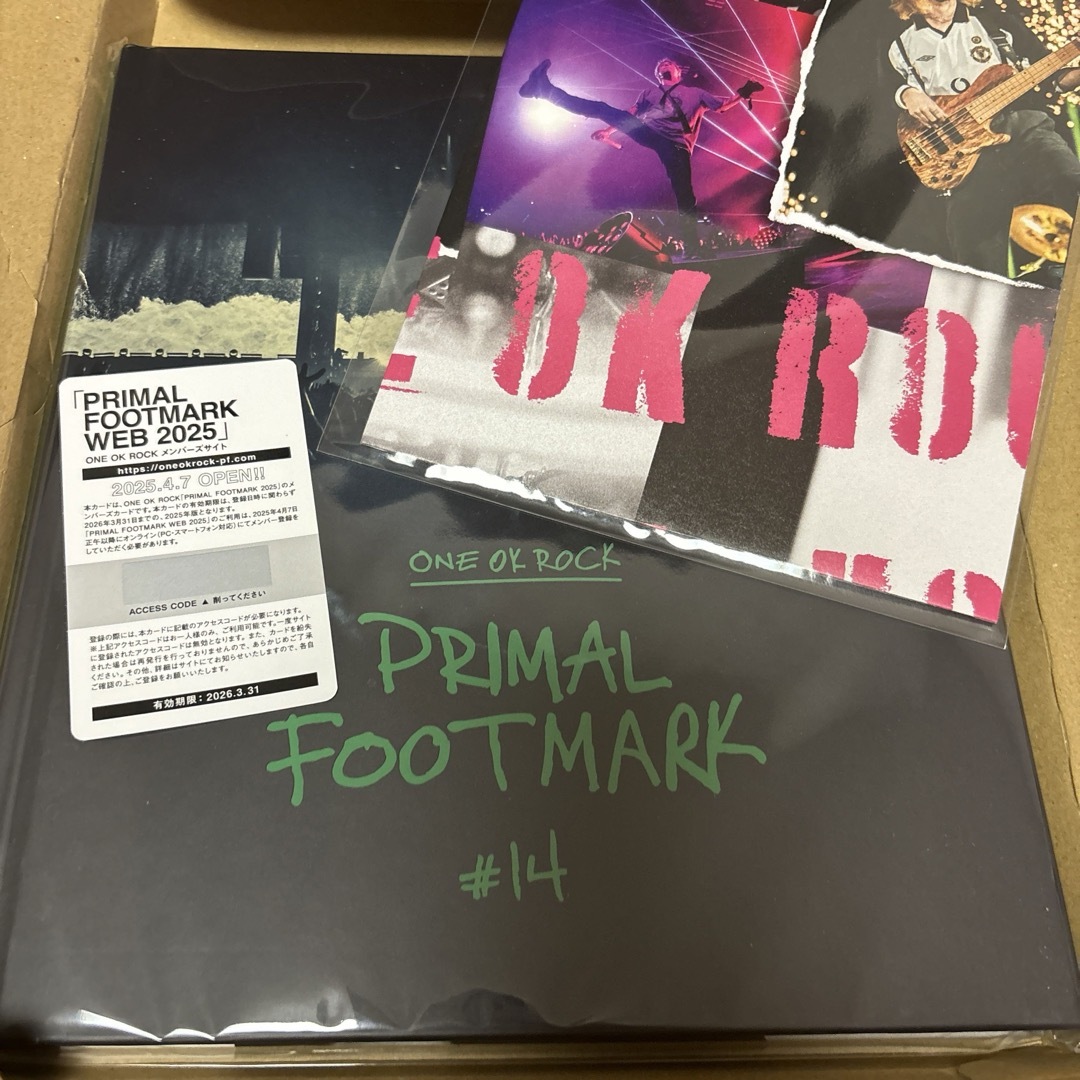 OK ROC
「PRIMAL
FOOTMARK
WEB 2025」
ONE OK ROCK メンバーズサイト
https://oneokrock-pf.com
2025.4.7 OPEN!!
本カードは、ONE OK ROCK「PRIMAL FOOTMARK 2025」のメ
ンバーズカードです。本カードの有効期限は、登録日時に関わらず
2026年3月31日までの、2025年版となります。
「PRIMAL FOOTMARK WEB 2025」のご利用は、2025年4月7日
正午以降にオンライン(PC・スマートフォン対応)にてメンバー登録を
していただく必要があります。
ACCESS CODE ▲ 削ってください
登録の際には、本カードに記載のアクセスコードが必要になります。
※上記アクセスコードはお一人様のみ、ご利用可能です。一度サイト
に登録されたアクセスコードは無効となります。また、カードを紛失
された場合は再発行を行っておりませんので、あらかじめご了承
ください。その他、詳細はサイトにてお知らせいたしますので、各自
ご確認の上、ご登録をお願いいたします。
有効期限：2026.3.31
ONE OK ROCK
PRIMAL
FOOTMARK
#14